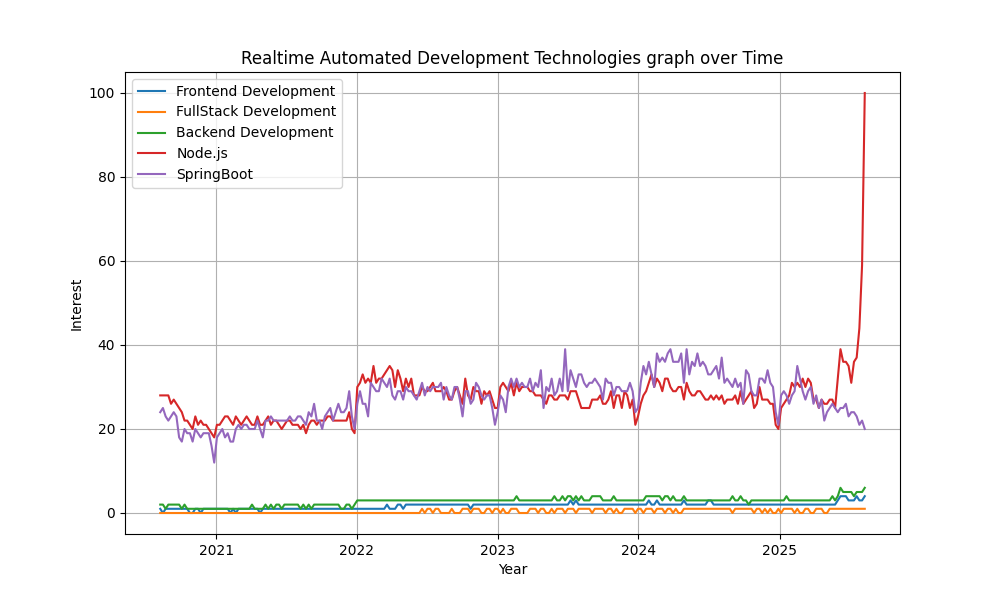 Realtime Automated Development Technologies graph over Time
Frontend Development
FullStack Development
Backend Development
Node.js
SpringBoot
100
80
60
40
20
0
Interest
2021 2022 2023 2024 2025
Year